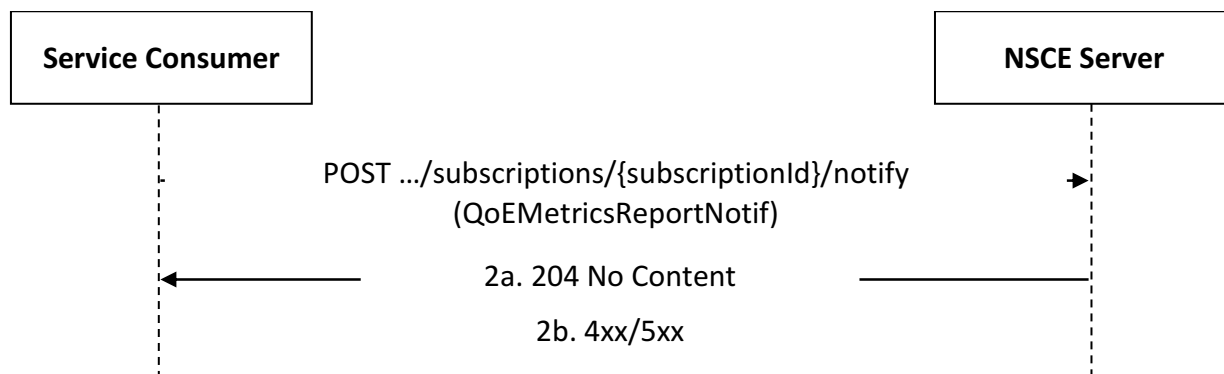 Service Consumer
NSCE Server
POST …/subscriptions/{subscriptionId}/notify
(QoEMetricsReportNotif)
2a. 204 No Content
2b. 4xx/5xx